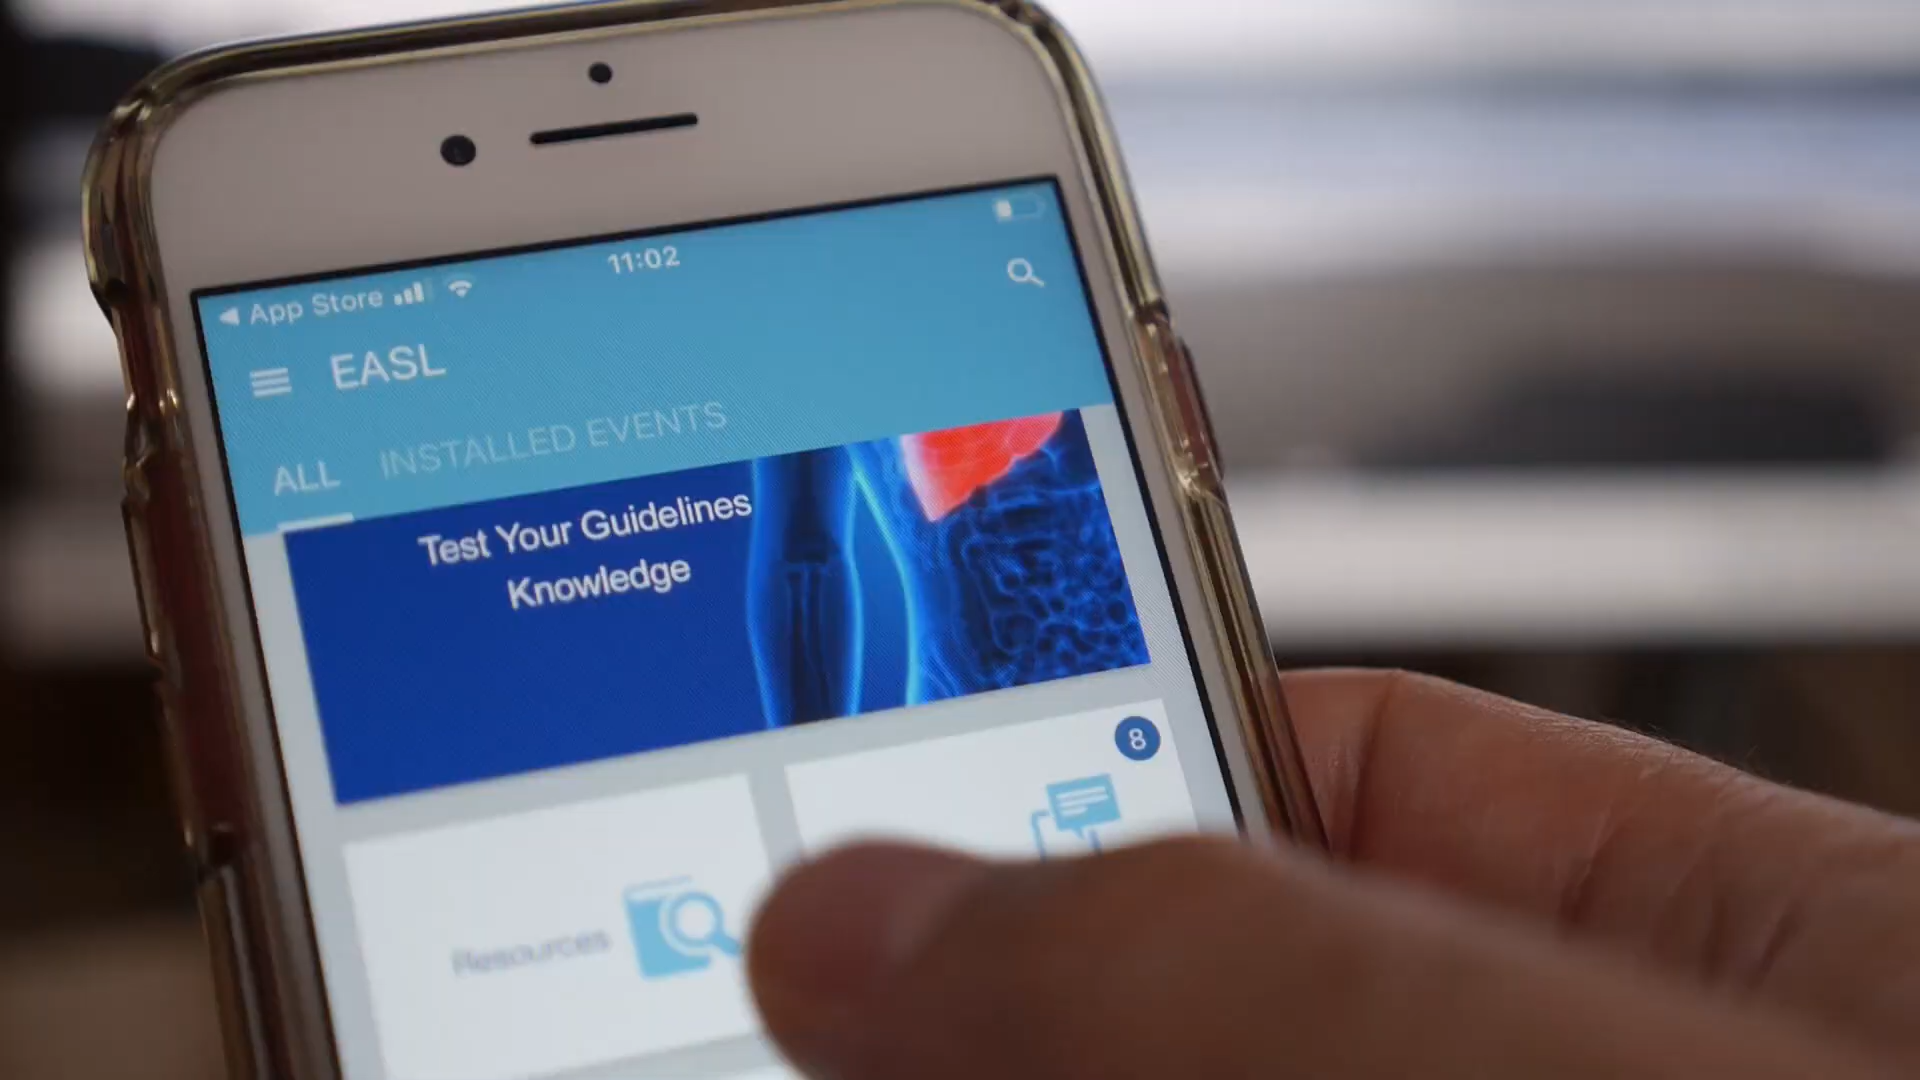 11:02
App Store
EASL
ALL INSTALLED EVENTS
Test Your Guidelines
Knowledge
8
Resources